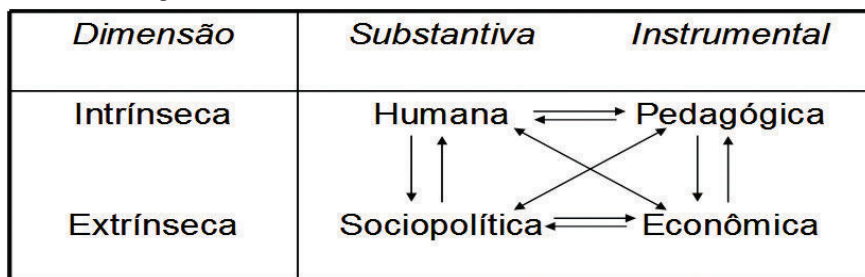 Dimensão Substantiva Instrumental
Intrínseca Humana Pedagógica
Extrínseca Sociopolítica Econômica